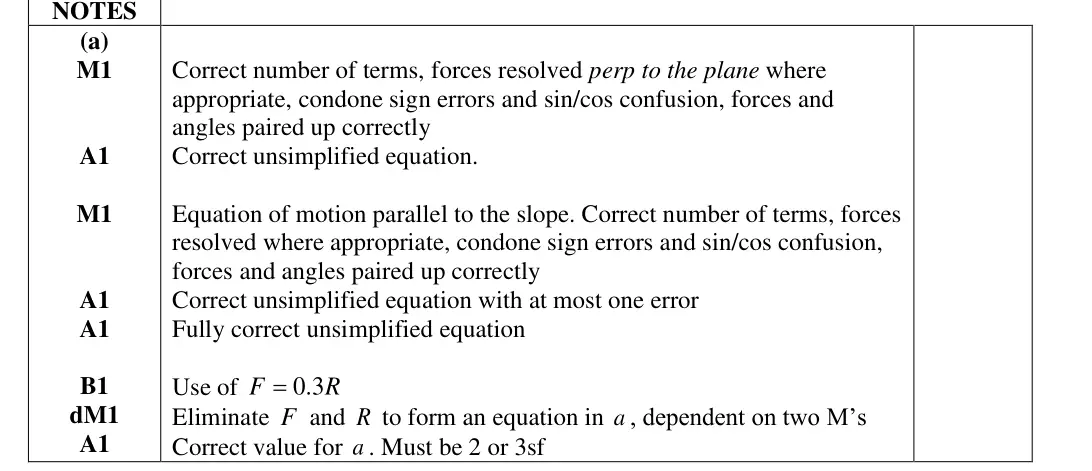 NOTES
(a)
M1 Correct number of terms, forces resolved perp to the plane where
appropriate, condone sign errors and sin/cos confusion, forces and
angles paired up correctly
A1 Correct unsimplified equation.
M1 Equation of motion parallel to the slope. Correct number of terms, forces
resolved where appropriate, condone sign errors and sin/cos confusion,
forces and angles paired up correctly
A1 Correct unsimplified equation with at most one error
A1 Fully correct unsimplified equation
B1 Use of F = 0.3R
dM1 Eliminate F and R to form an equation in a , dependent on two M’s
A1 Correct value for a . Must be 2 or 3sf